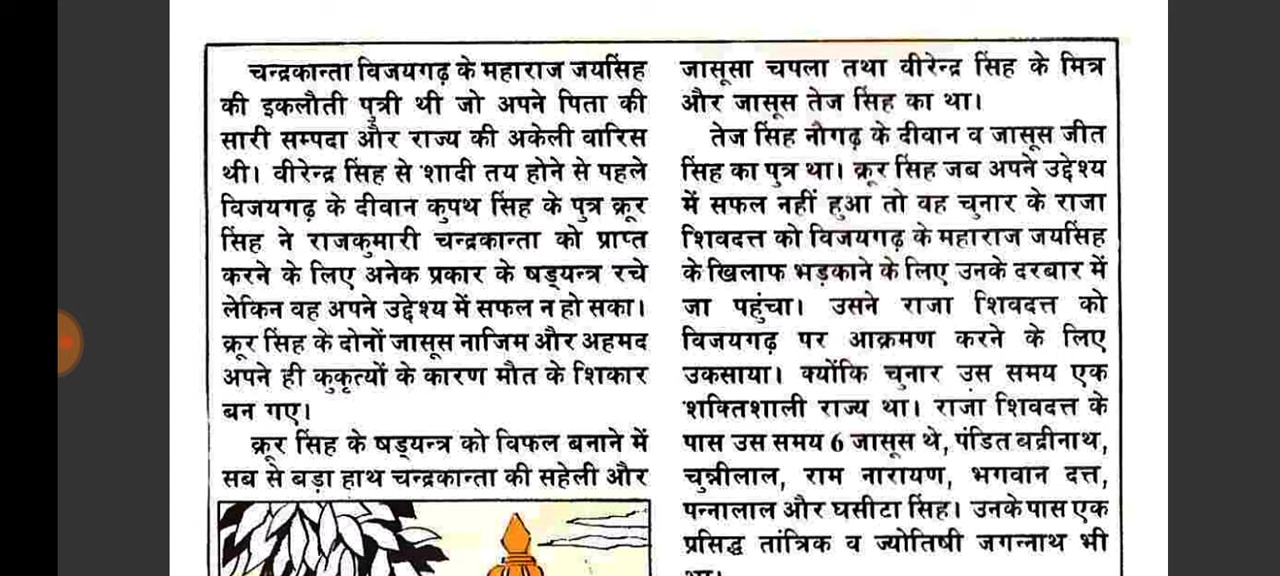 चन्द्रकान्ता विजयगढ़ के महाराज जयसिंह
की इकलौती पुत्री थी जो अपने पिता की
सारी सम्पदा और राज्य की अकेली वारिस
थी। वीरेन्द्र सिंह से शादी तय होने से पहले
विजयगढ़ के दीवान कुपथ सिंह के पुत्र क्रूर
सिंह ने राजकुमारी चन्द्रकान्ता को प्राप्त
करने के लिए अनेक प्रकार के षड्यन्त्र रचे
लेकिन वह अपने उद्देश्य में सफल न हो सका।
क्रूर सिंह के दोनों जासूस नाजिम और अहमद
अपने ही कुकृत्यों के कारण मौत के शिकार
बन गए।
क्रूर सिंह के षड्यन्त्र को विफल बनाने में
सब से बड़ा हाथ चन्द्रकान्ता की सहेली और
जासूसा चपला तथा वीरेन्द्र सिंह के मित्र
और जासूस तेज सिंह का था।
तेज सिंह नौगढ़ के दीवान व जासूस जीत
सिंह का पुत्र था। क्रूर सिंह जब अपने उद्देश्य
में सफल नहीं हुआ तो वह चुनार के राजा
शिवदत्त को विजयगढ़ के महाराज जयसिंह
के खिलाफ भड़काने के लिए उनके दरबार में
जा पहुंचा। उसने राजा शिवदत्त को
विजयगढ़ पर आक्रमण करने के लिए
उकसाया। क्योंकि चुनार उस समय एक
शक्तिशाली राज्य था। राजा शिवदत्त के
पास उस समय 6 जासूस थे, पंडित बद्रीनाथ,
चुन्नीलाल, राम नारायण, भगवान दत्त,
पन्नालाल और घसीटा सिंह। उनके पास एक
प्रसिद्ध तांत्रिक व ज्योतिषी जगन्नाथ भी